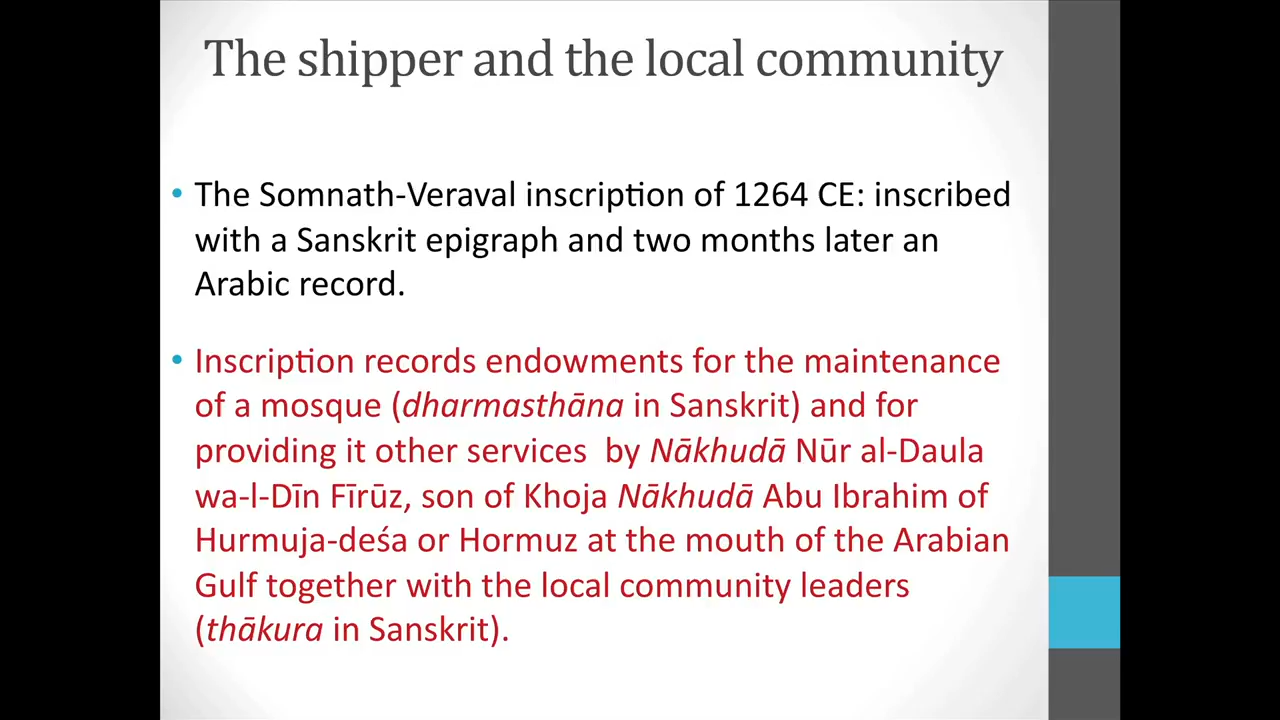 The shipper and the local community
• The Somnath-Veraval inscription of 1264 CE: inscribed
with a Sanskrit epigraph and two months later an
Arabic record.
• Inscription records endowments for the maintenance
of a mosque (dharmasthāna in Sanskrit) and for
providing it other services by Nākhudā Nūr al-Daula
wa-l-Dīn Fīrūz, son of Khoja Nākhudā Abu Ibrahim of
Hurmuja-deśa or Hormuz at the mouth of the Arabian
Gulf together with the local community leaders
(thākura in Sanskrit).